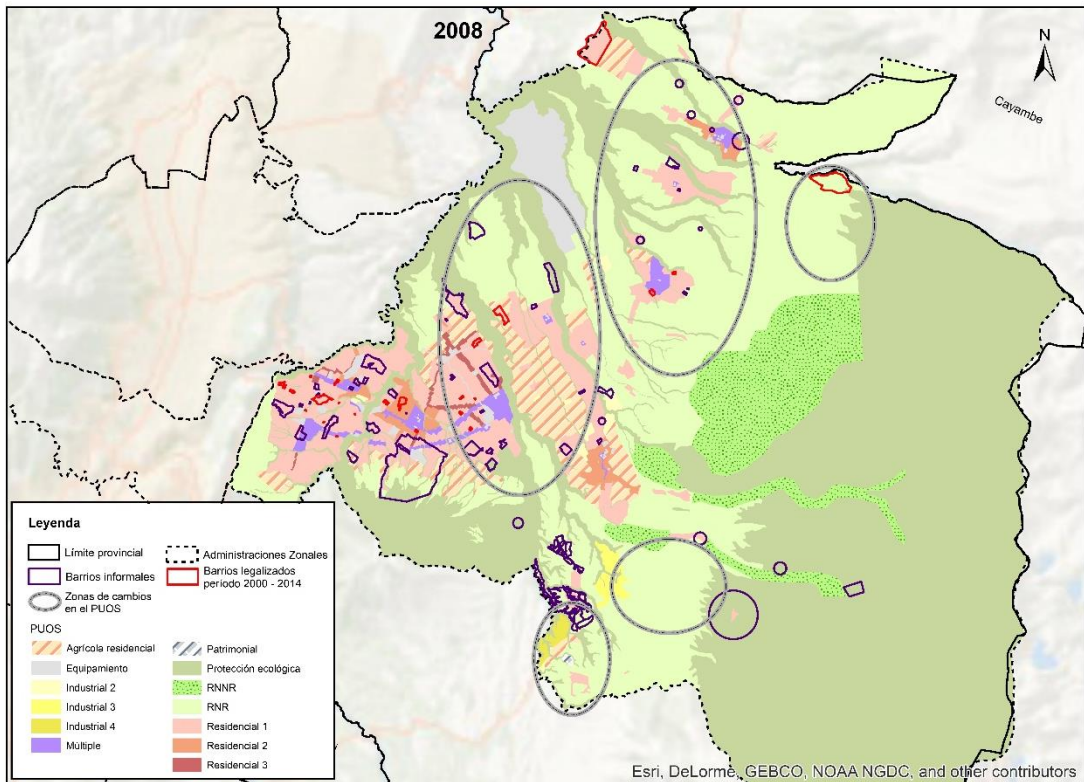 2008
N
Cayambe
Leyenda
Límite provincial
Administraciones Zonales
Barrios informales
Barrios legalizados
período 2000 - 2014
Zonas de cambios
en el PUOS
PUOS
Agrícola residencial
Patrimonial
Equipamiento
Protección ecológica
Industrial 2
RNNR
Industrial 3
RNR
Industrial 4
Residencial 1
Múltiple
Residencial 2
Residencial 3
Esri, DeLorme, GEBCO, NOAA NGDC, and other contributors